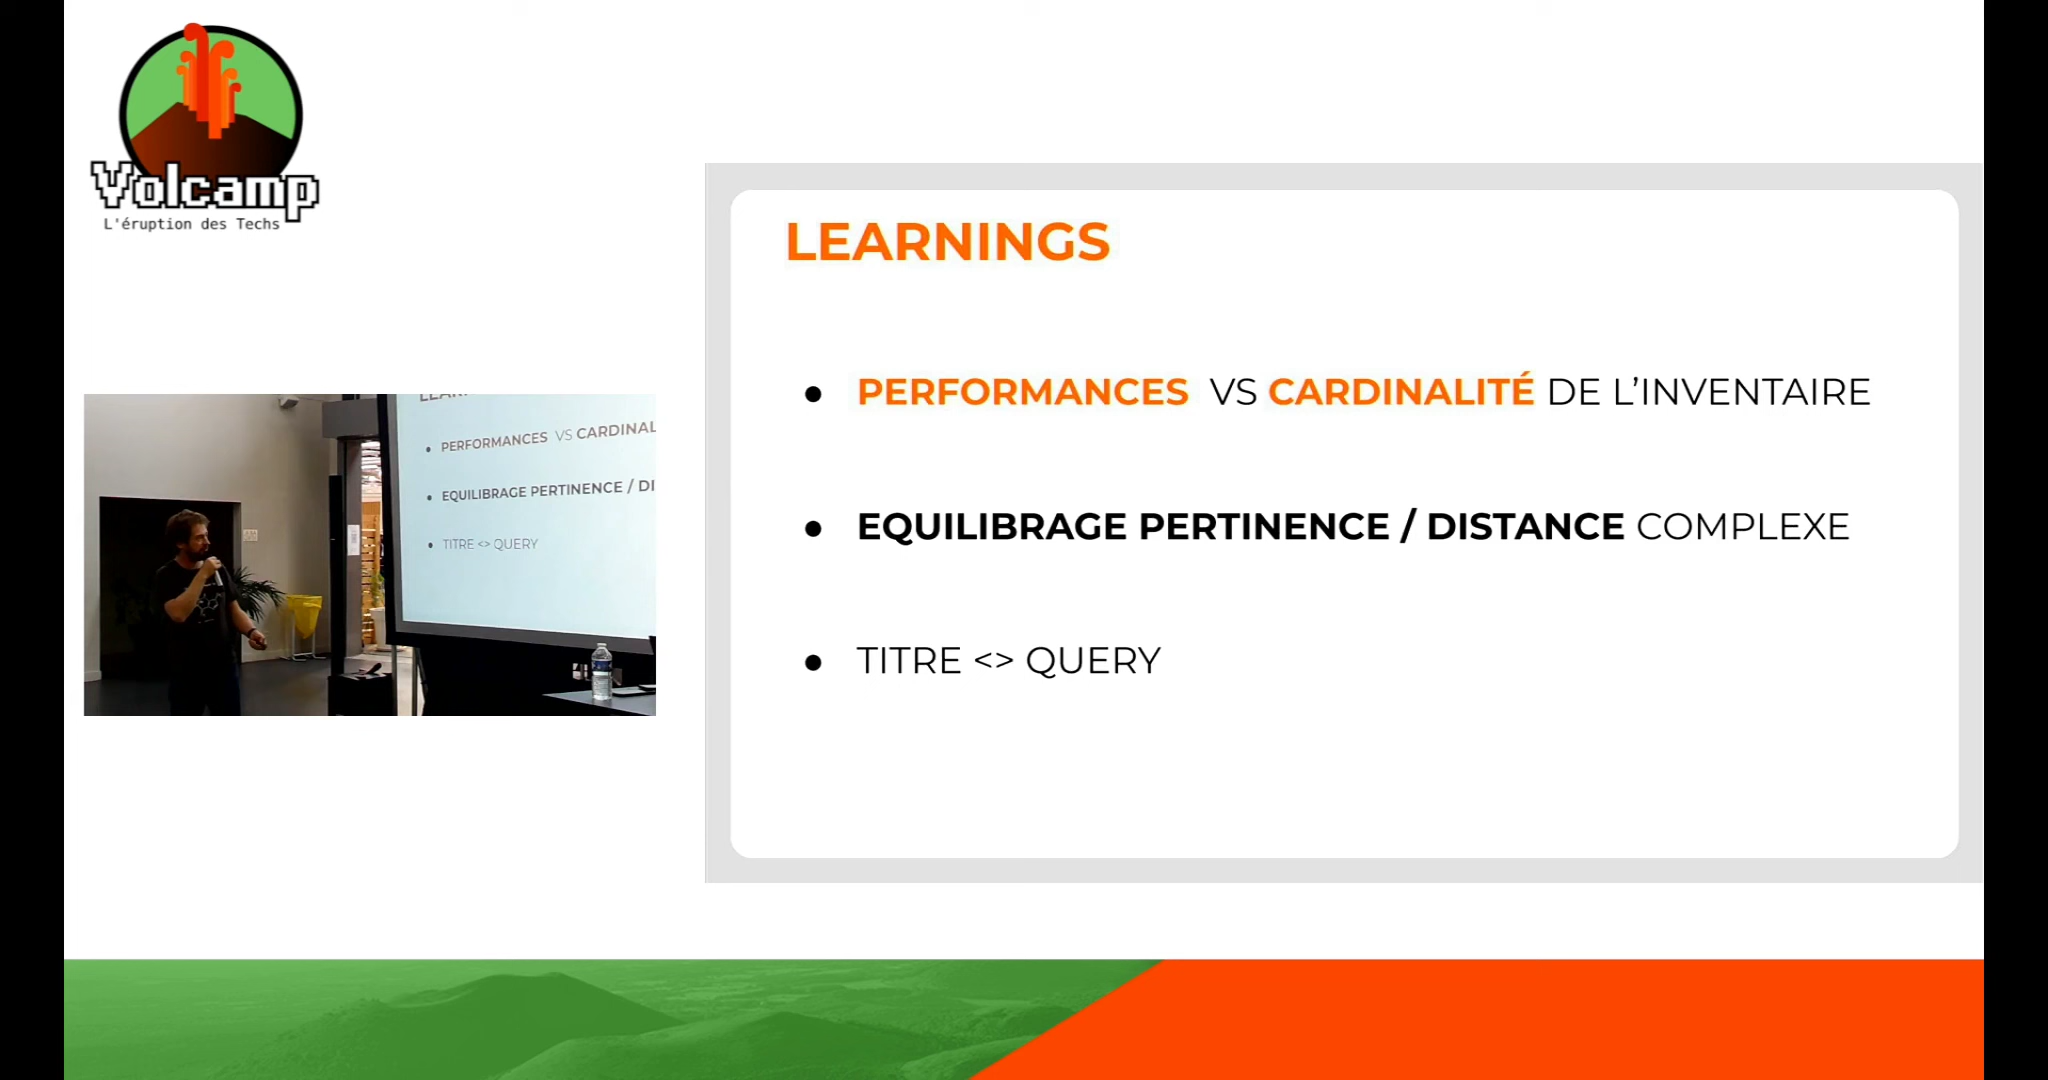 Volcamp
L'éruption des Techs
LEARNINGS
● PERFORMANCES VS CARDINALITÉ DE L’INVENTAIRE
● EQUILIBRAGE PERTINENCE / DISTANCE COMPLEXE
● TITRE <> QUERY
● PERFORMANCES VS CARDINAL
● EQUILIBRAGE PERTINENCE / DI
● TITRE <> QUERY